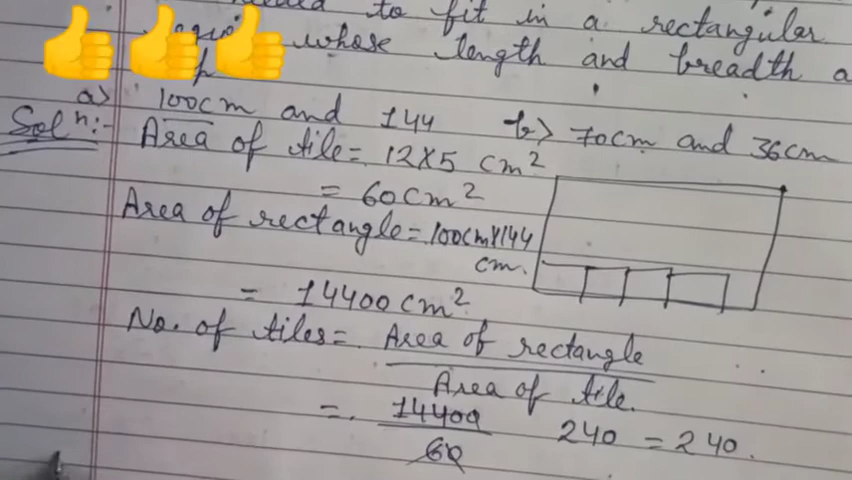 to fit in a rectangular
whose length and breadth a
a) 100cm and 144 b) 70cm and 36cm
Solⁿ:- Area of tile = 12×5 cm²
= 60cm²
Area of rectangle = 100cm×144
cm.
= 14400cm²
No. of tiles = Area of rectangle
Area of tile.
= 14400 240 = 240.
60